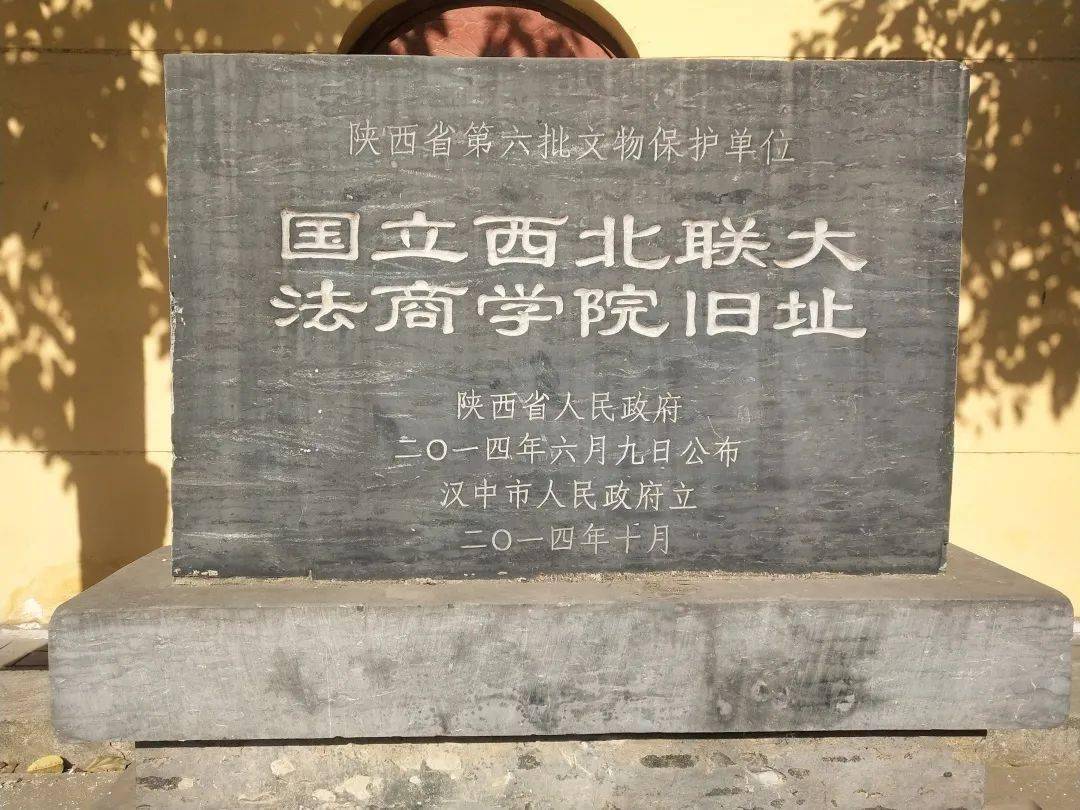 陕西省第六批文物保护单位
国立西北联大
法商学院旧址
陕西省人民政府
二〇一四年六月九日公布
汉中市人民政府立
二〇一四年十月